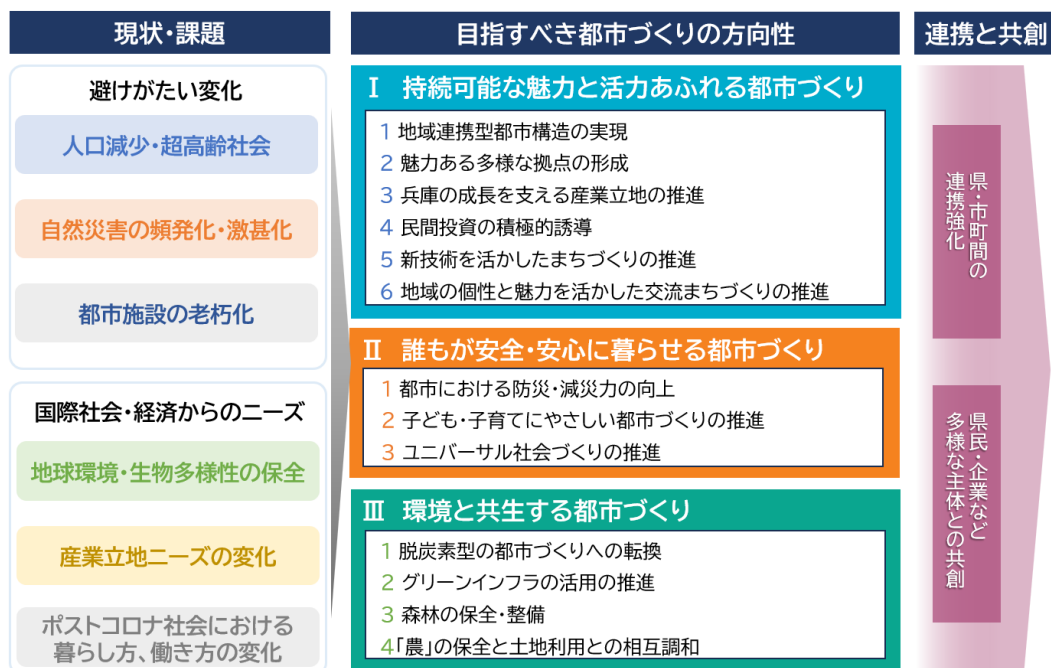 現状・課題
避けがたい変化
人口減少・超高齢社会
自然災害の頻発化・激甚化
都市施設の老朽化
国際社会・経済からのニーズ
地球環境・生物多様性の保全
産業立地ニーズの変化
ポストコロナ社会における
暮らし方、働き方の変化
目指すべき都市づくりの方向性
Ⅰ 持続可能な魅力と活力あふれる都市づくり
1 地域連携型都市構造の実現
2 魅力ある多様な拠点の形成
3 兵庫の成長を支える産業立地の推進
4 民間投資の積極的誘導
5 新技術を活かしたまちづくりの推進
6 地域の個性と魅力を活かした交流まちづくりの推進
Ⅱ 誰もが安全・安心に暮らせる都市づくり
1 都市における防災・減災力の向上
2 子ども・子育てにやさしい都市づくりの推進
3 ユニバーサル社会づくりの推進
Ⅲ 環境と共生する都市づくり
1 脱炭素型の都市づくりへの転換
2 グリーンインフラの活用の推進
3 森林の保全・整備
4「農」の保全と土地利用との相互調和
連携と共創
県・市町間の
連携強化
県民・企業など
多様な主体との共創